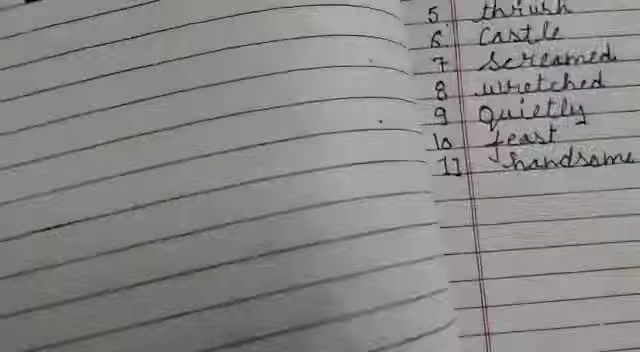 5 thrush
6 Castle
7 screamed
8 wretched
9 Quietly
10 feast
11 handsome